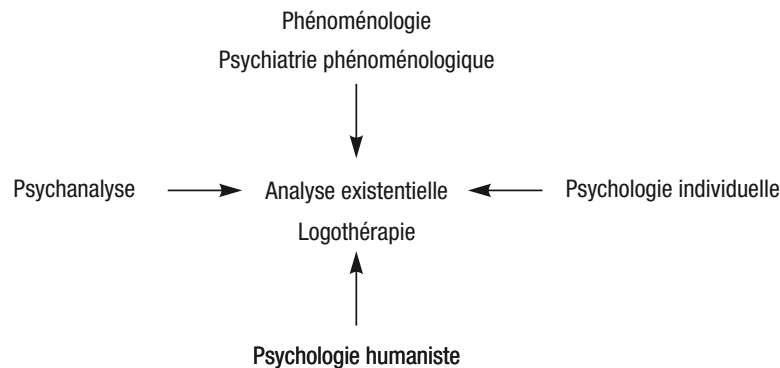 Phénoménologie
Psychiatrie phénoménologique
Psychanalyse
Analyse existentielle
Psychologie individuelle
Logothérapie
Psychologie humaniste